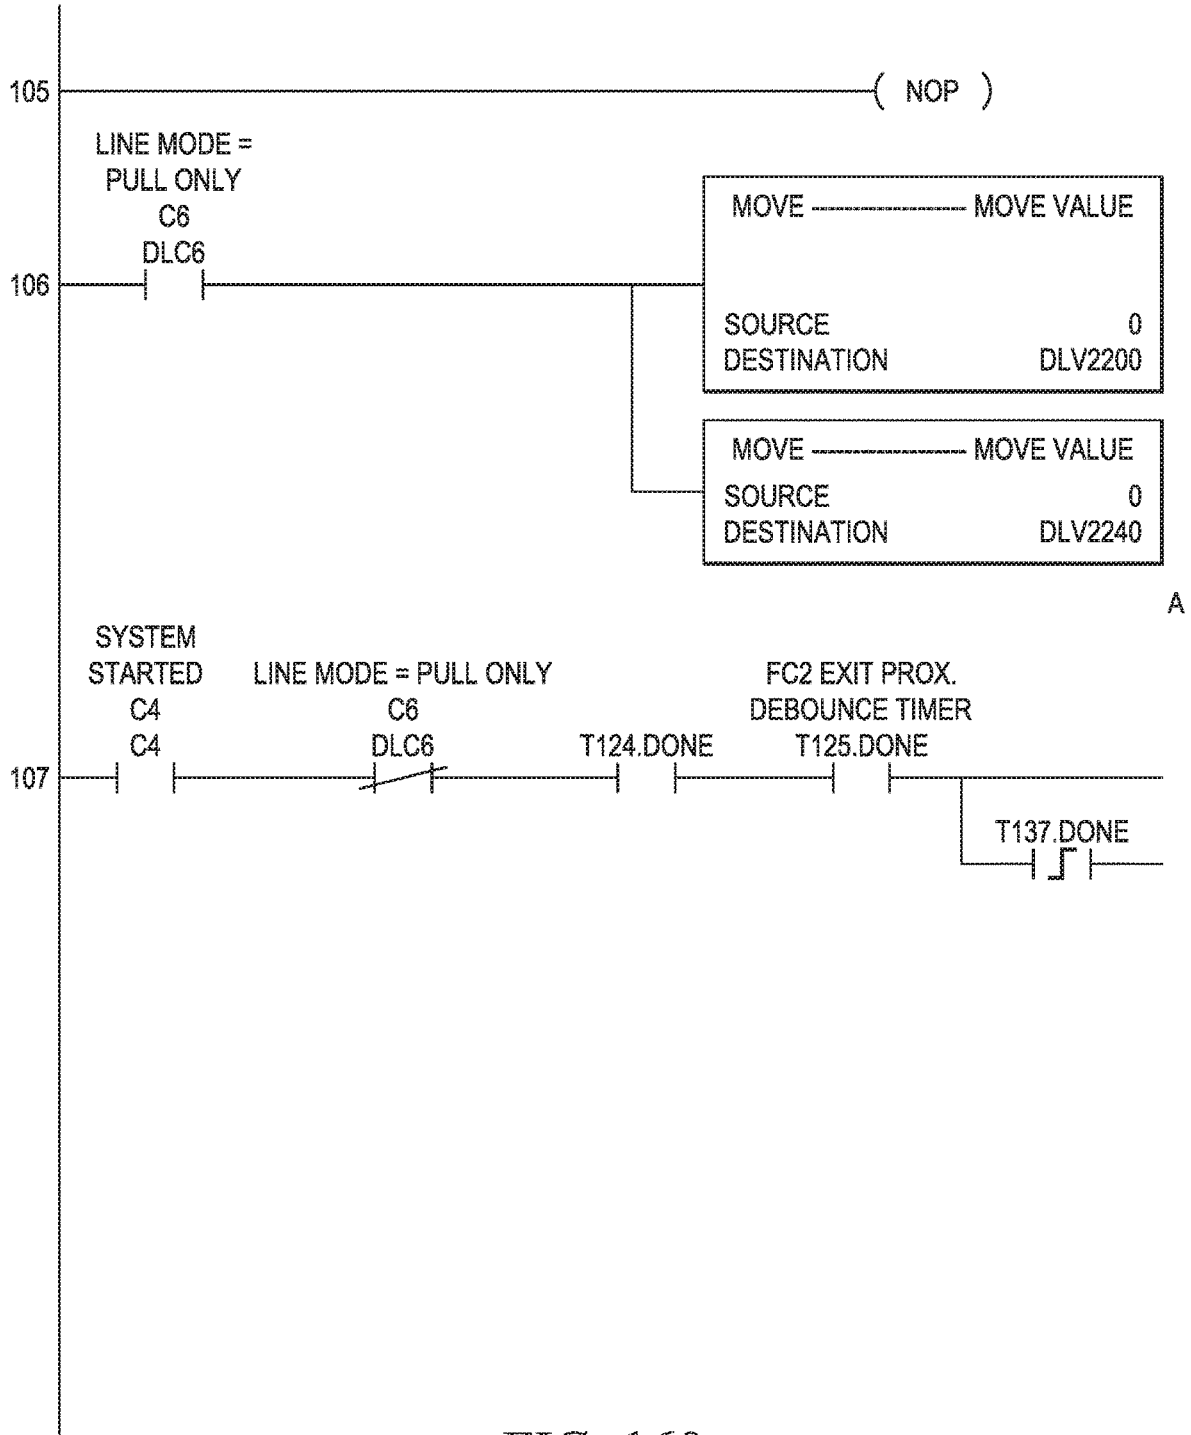 105
( NOP )
LINE MODE =
PULL ONLY
C6
DLC6
106
MOVE MOVE VALUE
SOURCE 0
DESTINATION DLV2200
MOVE MOVE VALUE
SOURCE 0
DESTINATION DLV2240
A
SYSTEM
STARTED
C4
C4
LINE MODE = PULL ONLY
C6
DLC6
T124.DONE
FC2 EXIT PROX.
DEBOUNCE TIMER
T125.DONE
107
T137.DONE